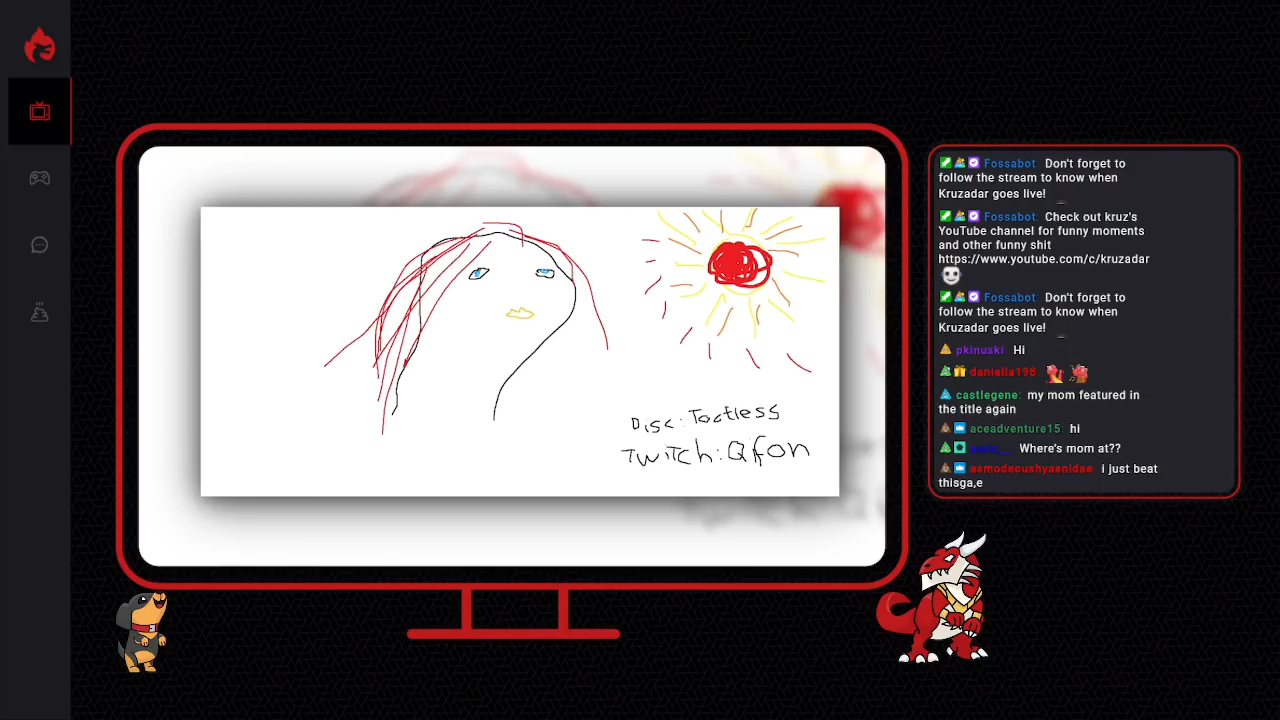 Disc: Toctless
Twitch: Qfon
Fossabot: Don't forget to
follow the stream to know when
Kruzadar goes live!
Fossabot: Check out kruz's
YouTube channel for funny moments
and other funny shit
https://www.youtube.com/c/kruzadar
Fossabot: Don't forget to
follow the stream to know when
Kruzadar goes live!
pkinuski: Hi
daniella198:
castlegene: my mom featured in
the title again
aceadventure15: hi
Where's mom at??
asmodeoushyaenidae: i just beat
thisga,e